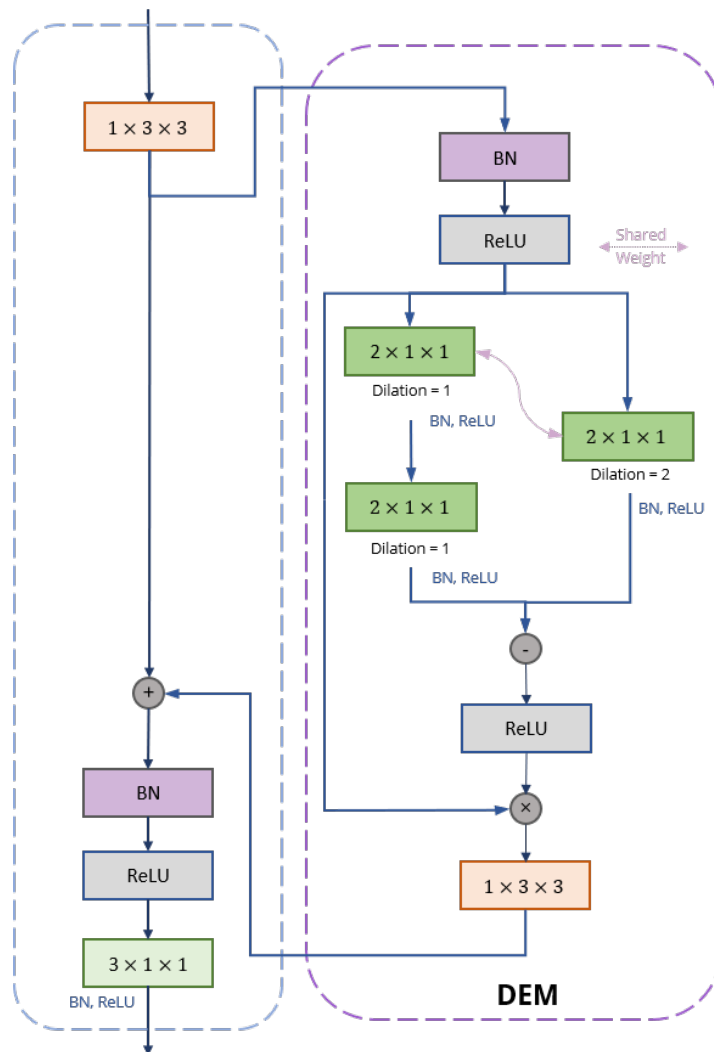 1 × 3 × 3
BN
ReLU
Shared
Weight
2 × 1 × 1
Dilation = 1
BN, ReLU
2 × 1 × 1
Dilation = 2
BN, ReLU
2 × 1 × 1
Dilation = 1
BN, ReLU
-
ReLU
×
1 × 3 × 3
DEM
+
BN
ReLU
3 × 1 × 1
BN, ReLU